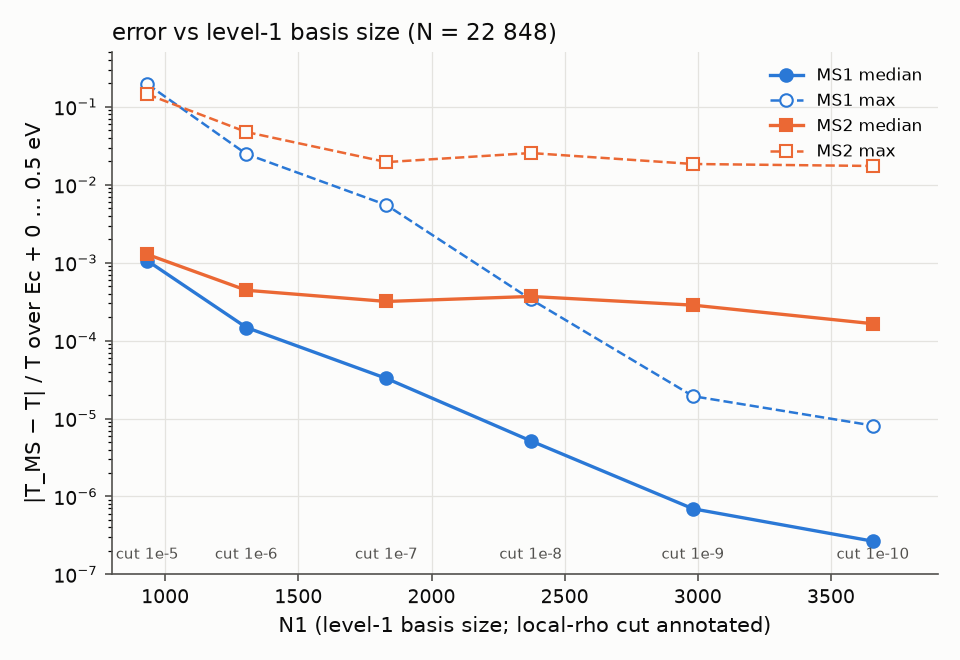 error vs level-1 basis size (N = 22 848)
MS1 median
MS1 max
MS2 median
MS2 max
|T_MS − T| / T over Ec + 0 ... 0.5 eV
10⁻¹
10⁻²
10⁻³
10⁻⁴
10⁻⁵
10⁻⁶
10⁻⁷
cut 1e-5 cut 1e-6 cut 1e-7 cut 1e-8 cut 1e-9 cut 1e-10
1000 1500 2000 2500 3000 3500
N1 (level-1 basis size; local-rho cut annotated)